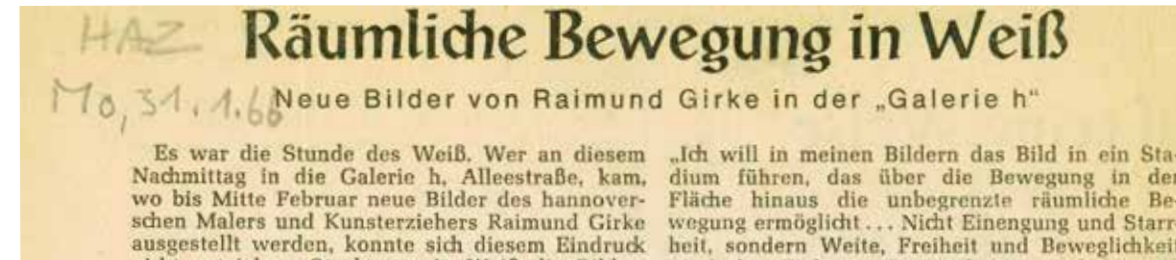 HAZ
Mo, 31.1.66
Räumliche Bewegung in Weiß
Neue Bilder von Raimund Girke in der „Galerie h“
Es war die Stunde des Weiß. Wer an diesem
Nachmittag in die Galerie h, Alleestraße, kam,
wo bis Mitte Februar neue Bilder des hannover-
schen Malers und Kunsterziehers Raimund Girke
ausgestellt werden, konnte sich diesem Eindruck
„Ich will in meinen Bildern das Bild in ein Sta-
dium führen, das über die Bewegung in der
Fläche hinaus die unbegrenzte räumliche Be-
wegung ermöglicht ... Nicht Einengung und Starr-
heit, sondern Weite, Freiheit und Beweglichkeit